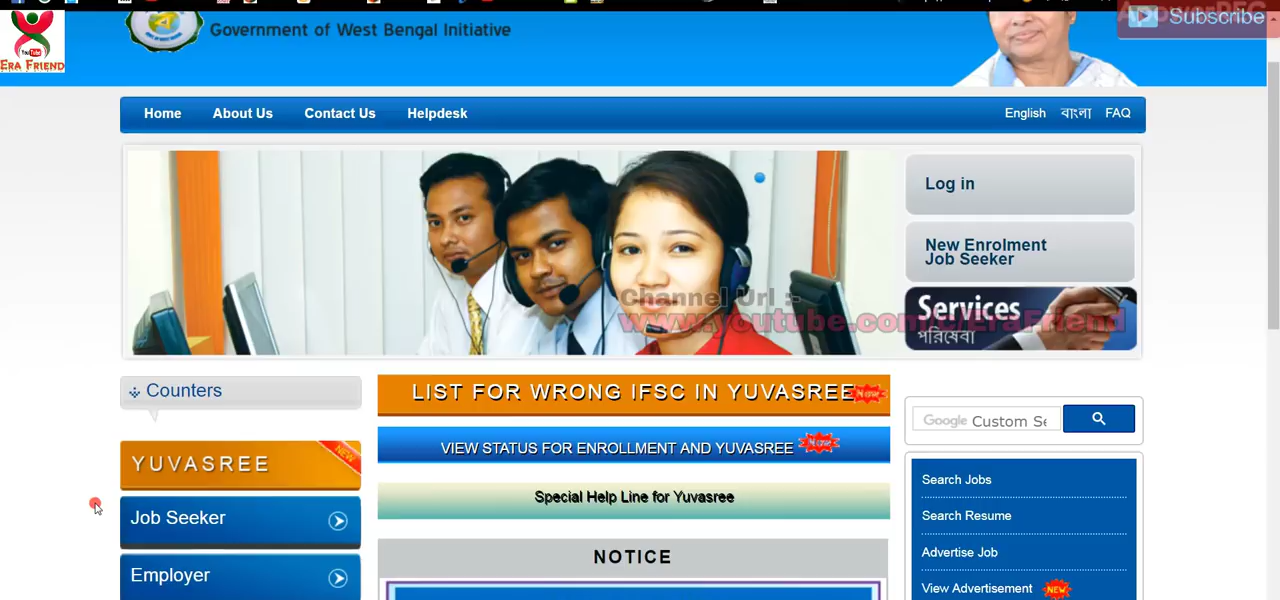 Government of West Bengal Initiative
Subscribe
You Tube
ERA FRIEND
Home About Us Contact Us Helpdesk
English বাংলা FAQ
Log in
New Enrolment
Job Seeker
Channel Url :-
www.youtube.com/c/EraFriend
Services
পরিষেবা
Counters
LIST FOR WRONG IFSC IN YUVASREE New
VIEW STATUS FOR ENROLLMENT AND YUVASREE New
Google Custom Se
YUVASREE NEW
Special Help Line for Yuvasree
Job Seeker
Employer
NOTICE
Search Jobs
Search Resume
Advertise Job
View Advertisement NEW